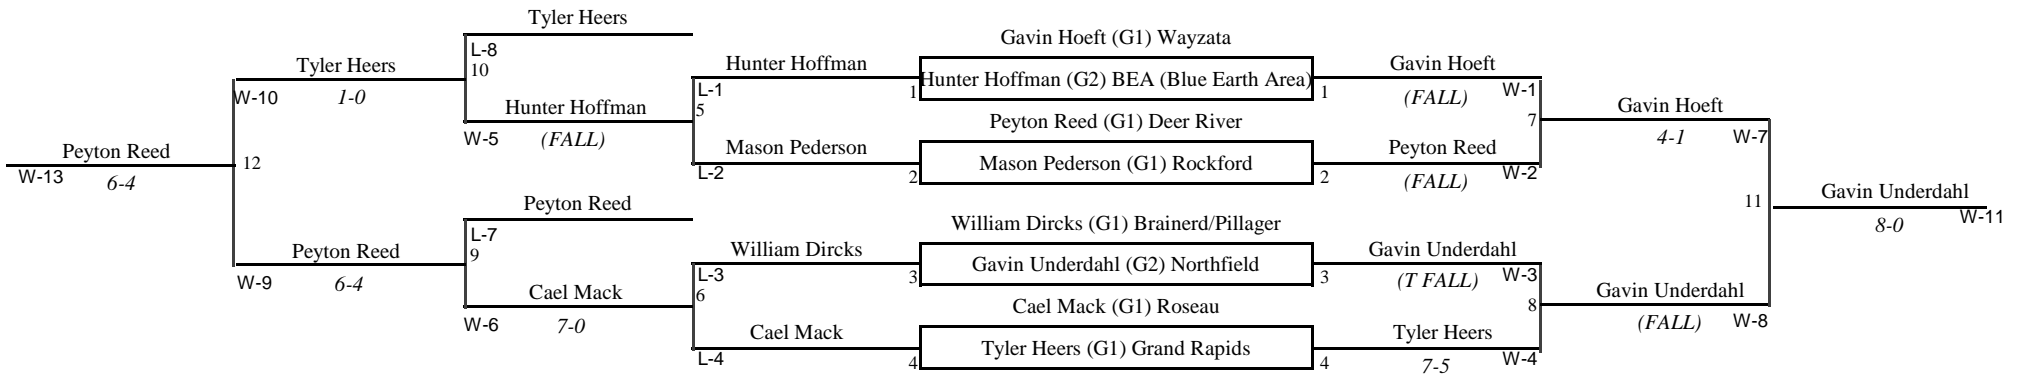 Tyler Heers
L-8
10
Tyler Heers
1-0
W-10
Hunter Hoffman
W-5
(FALL)
Hunter Hoffman
L-1
5
Mason Pederson
L-2
Peyton Reed
W-13
6-4
12
Peyton Reed
L-7
9
Peyton Reed
W-9
6-4
Cael Mack
W-6
7-0
William Dircks
L-3
6
Cael Mack
L-4
Gavin Hoeft (G1) Wayzata
1
Hunter Hoffman (G2) BEA (Blue Earth Area)
1
Peyton Reed (G1) Deer River
2
Mason Pederson (G1) Rockford
2
William Dircks (G1) Brainerd/Pillager
3
Gavin Underdahl (G2) Northfield
3
Cael Mack (G1) Roseau
4
Tyler Heers (G1) Grand Rapids
4
Gavin Hoeft
(FALL)
W-1
7
Peyton Reed
(FALL)
W-2
Gavin Hoeft
4-1
W-7
Gavin Underdahl
(T FALL)
W-3
8
Tyler Heers
7-5
W-4
Gavin Underdahl
(FALL)
W-8
11
Gavin Underdahl
8-0
W-11